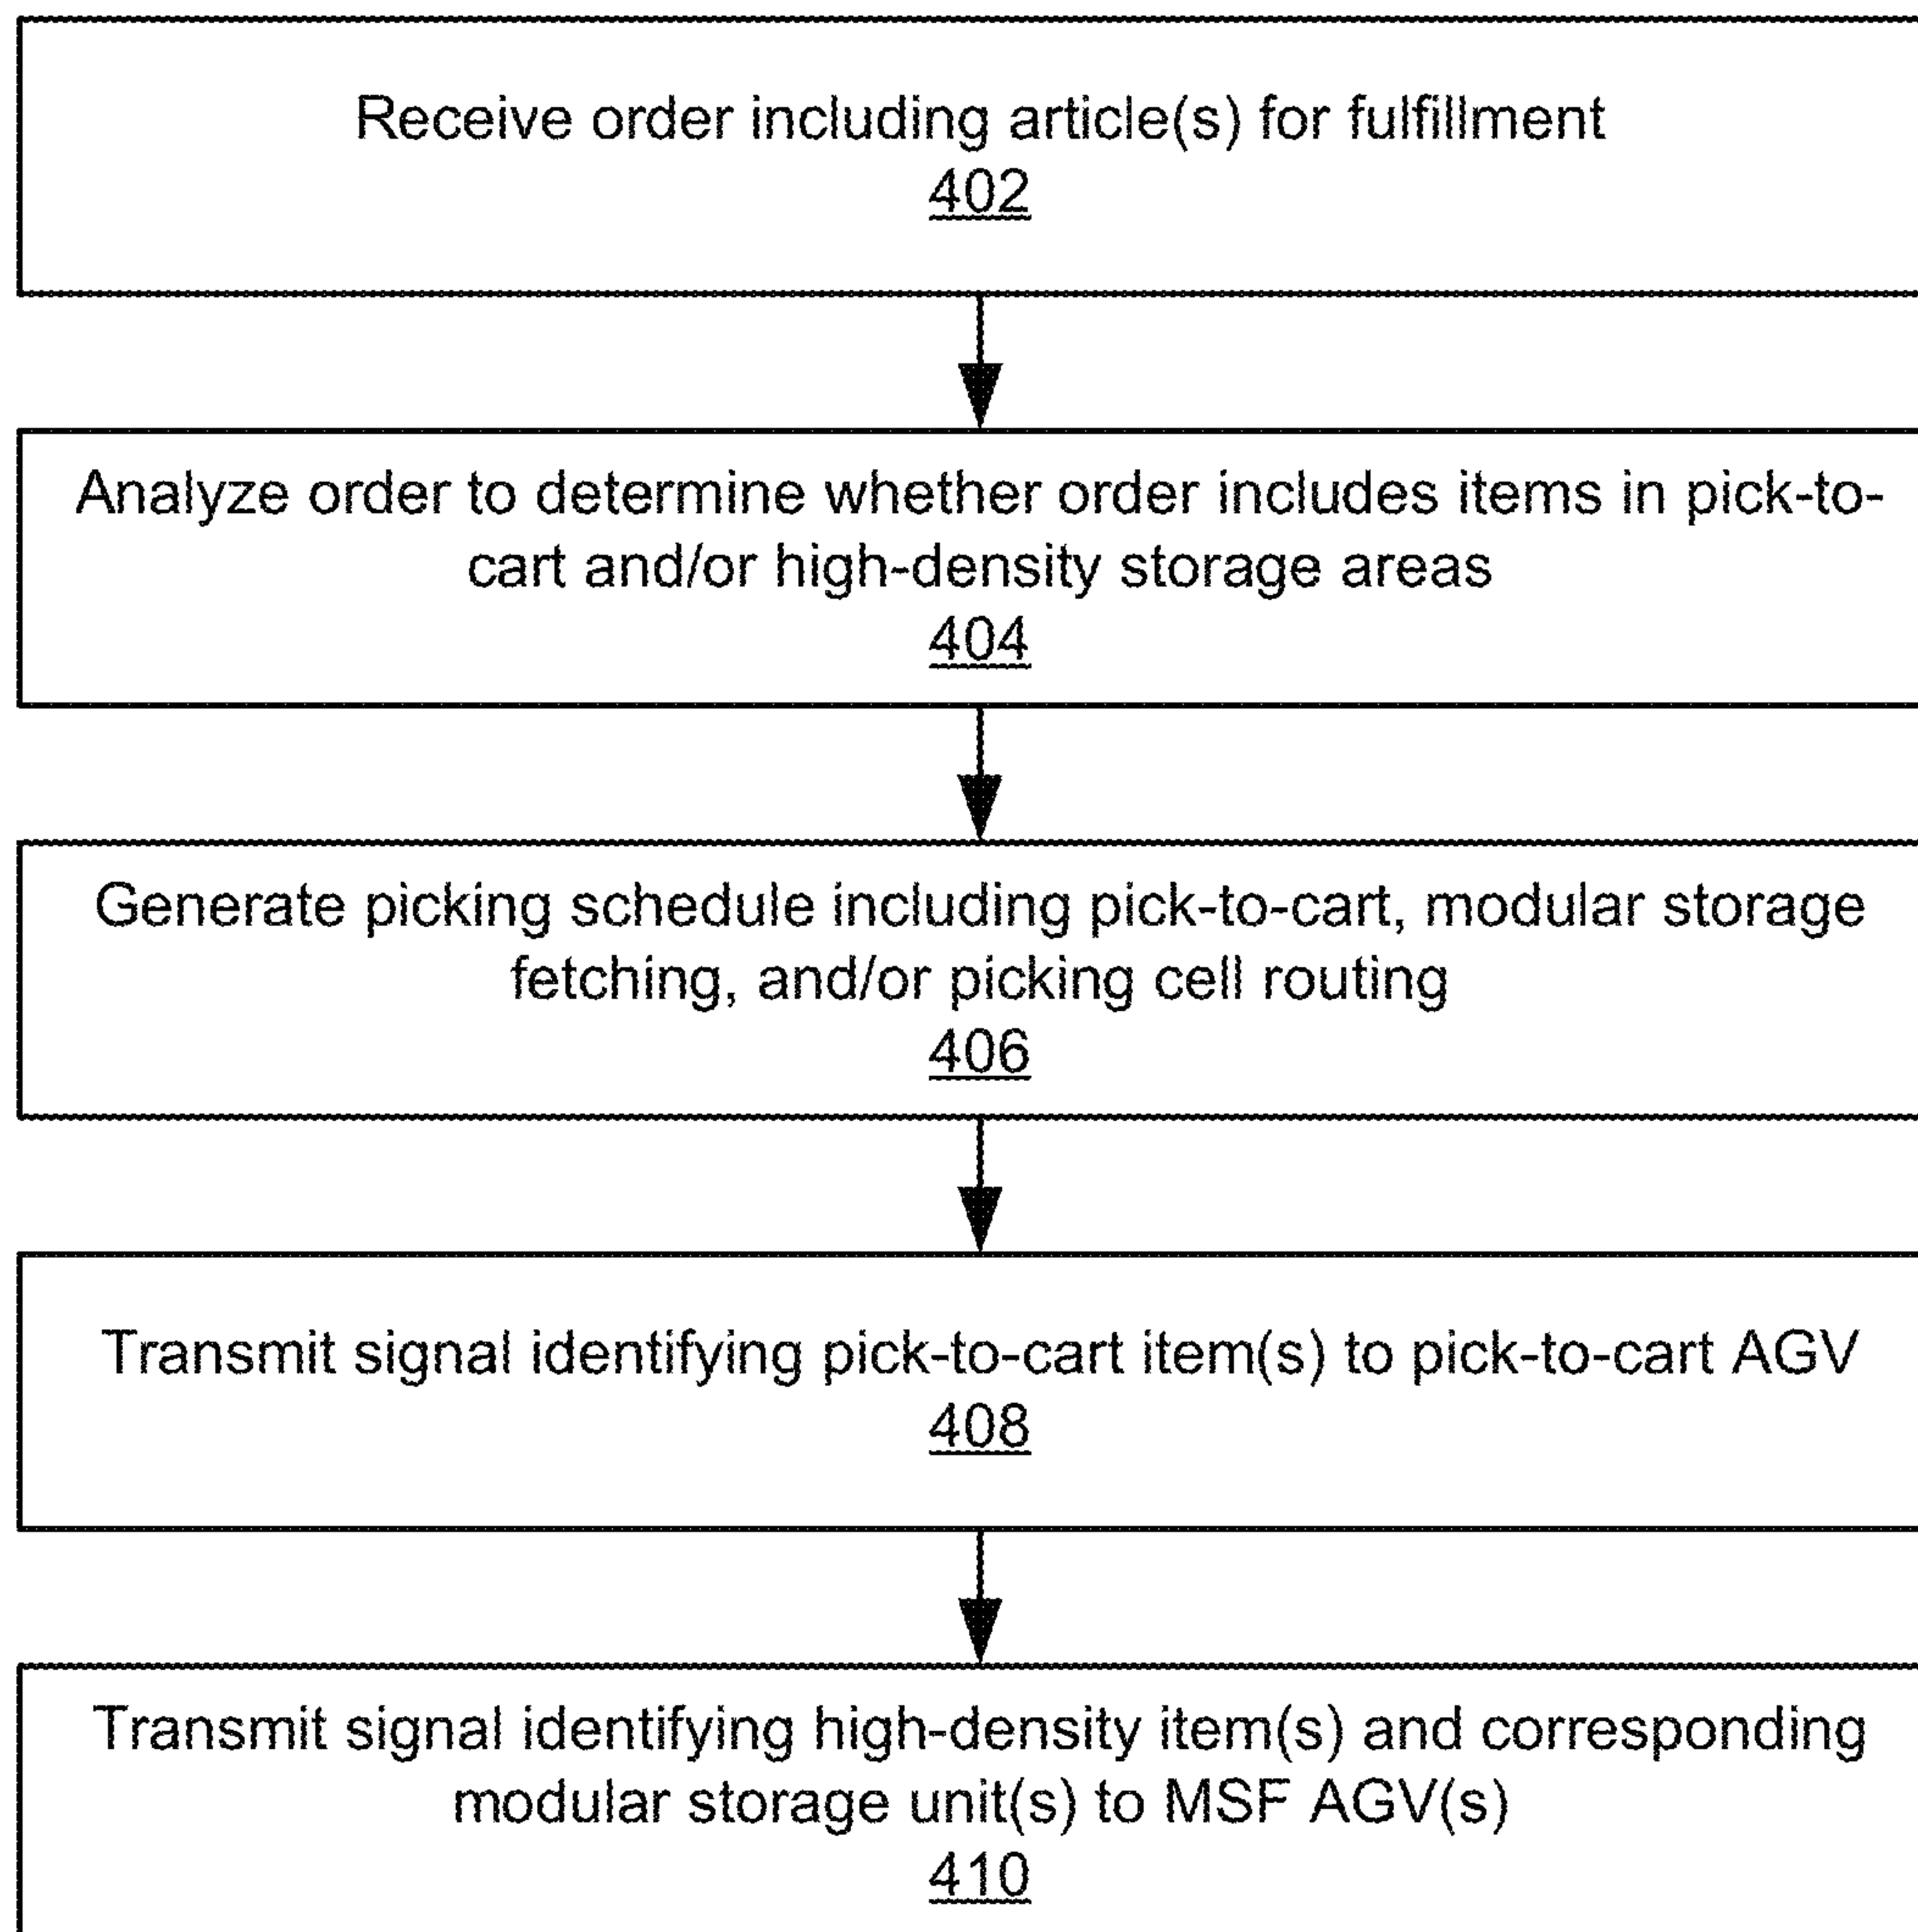 Receive order including article(s) for fulfillment
402
Analyze order to determine whether order includes items in pick-to-
cart and/or high-density storage areas
404
Generate picking schedule including pick-to-cart, modular storage
fetching, and/or picking cell routing
406
Transmit signal identifying pick-to-cart item(s) to pick-to-cart AGV
408
Transmit signal identifying high-density item(s) and corresponding
modular storage unit(s) to MSF AGV(s)
410